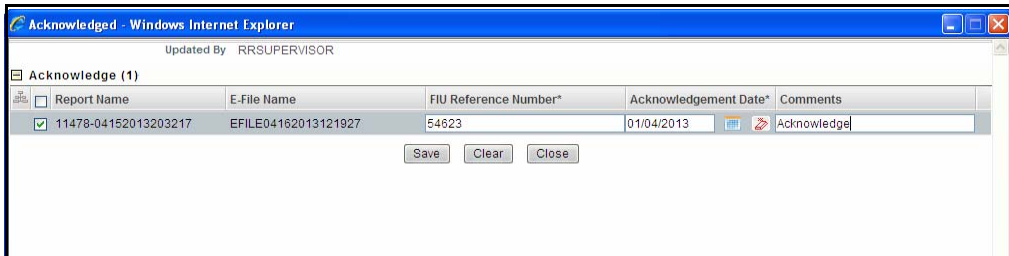 Acknowledged - Windows Internet Explorer
Updated By RRSUPERVISOR
Acknowledge (1)
Report Name E-File Name FIU Reference Number* Acknowledgement Date* Comments
11478-04152013203217 EFILE04162013121927 54623 01/04/2013 Acknowledge
Save Clear Close